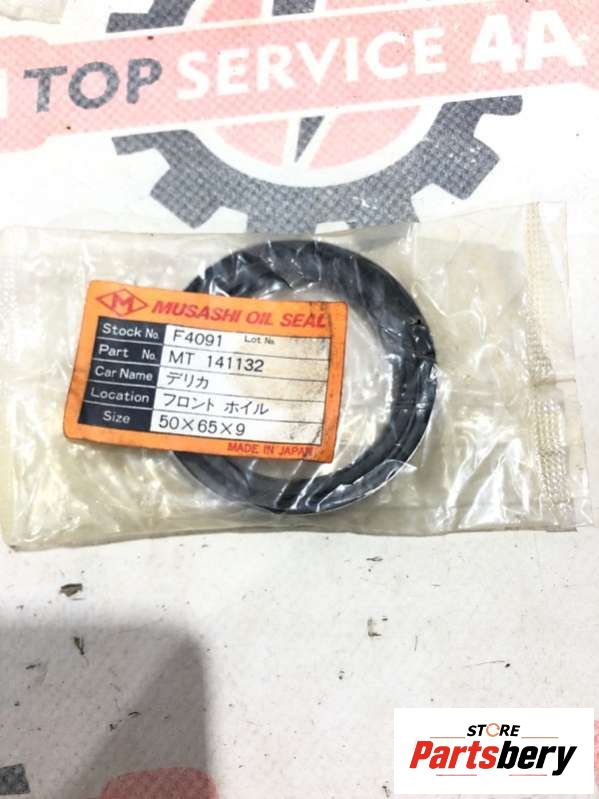 TOP SERVICE 4A
M MUSASHI OIL SEAL
Stock No. F4091 Lot No.
Part No. MT 141132
Car Name デリカ
Location フロント ホイル
Size 50×65×9
MADE IN JAPAN
STORE
Partsbery